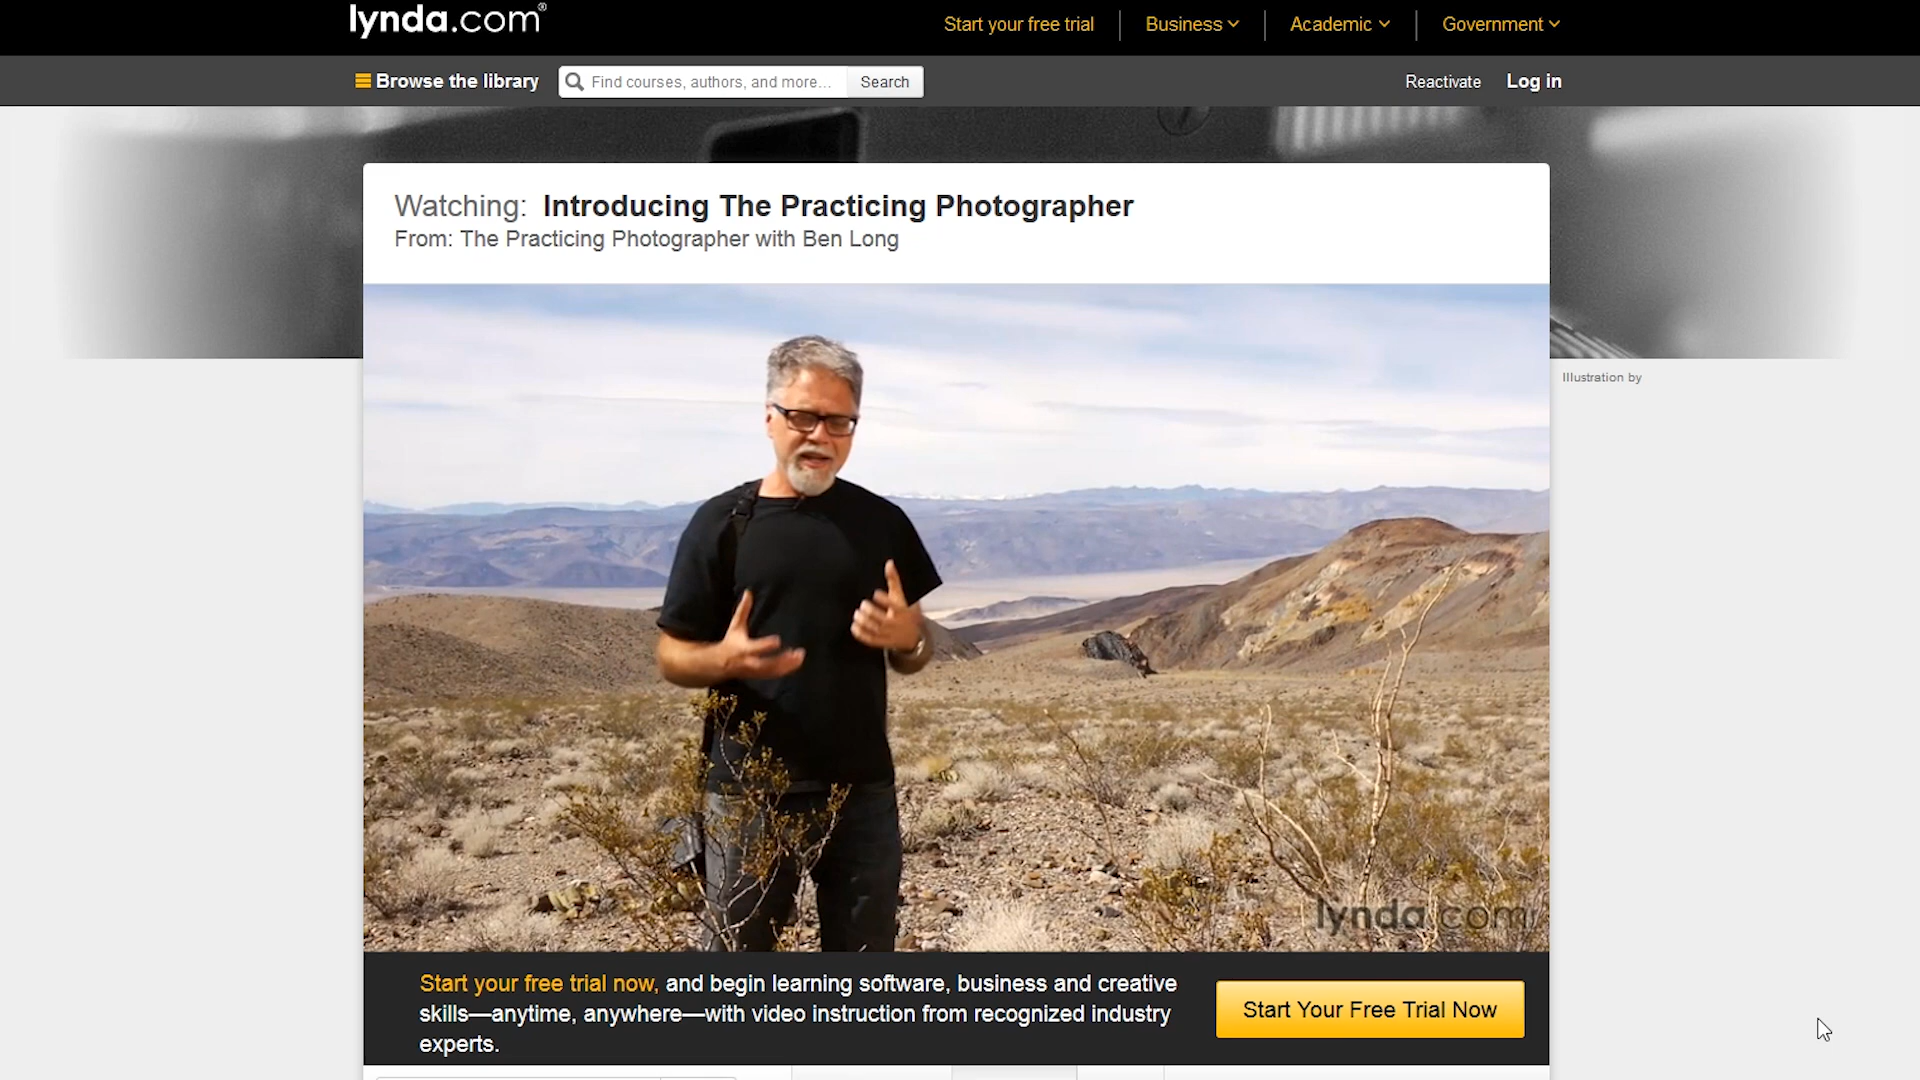 lynda.com®
Start your free trial
Business
Academic
Government
Browse the library
Find courses, authors, and more...
Search
Reactivate
Log in
Watching: Introducing The Practicing Photographer
From: The Practicing Photographer with Ben Long
Illustration by
lynda.com
Start your free trial now, and begin learning software, business and creative
skills—anytime, anywhere—with video instruction from recognized industry
experts.
Start Your Free Trial Now